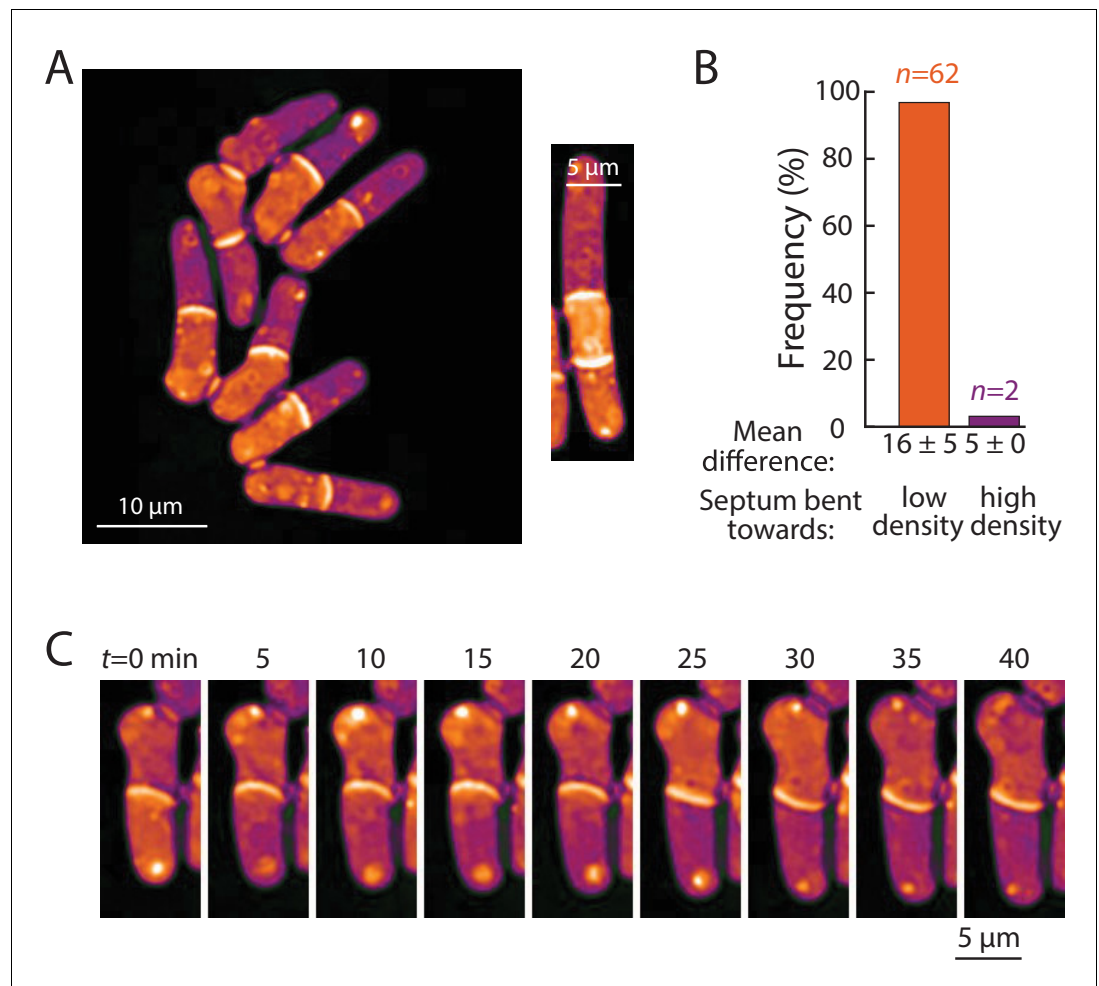 A
10 µm
5 µm
B
n=62
n=2
Frequency (%)
100
80
60
40
20
0
Mean difference:
16 ± 5 5 ± 0
Septum bent towards:
low density
high density
C
t=0 min 5 10 15 20 25 30 35 40
5 µm